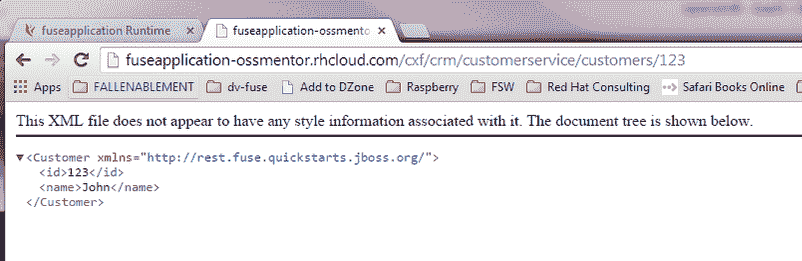 fuseapplication Runtime
fuseapplication-ossmentor
fuseapplication-ossmentor.rhcloud.com/cxf/crm/customerservice/customers/123
Apps FALLENABLEMENT dv-fuse Add to DZone Raspberry FSW Red Hat Consulting Safari Books Online
This XML file does not appear to have any style information associated with it. The document tree is shown below.
<Customer xmlns="http://rest.fuse.quickstarts.jboss.org/">
<id>123</id>
<name>John</name>
</Customer>